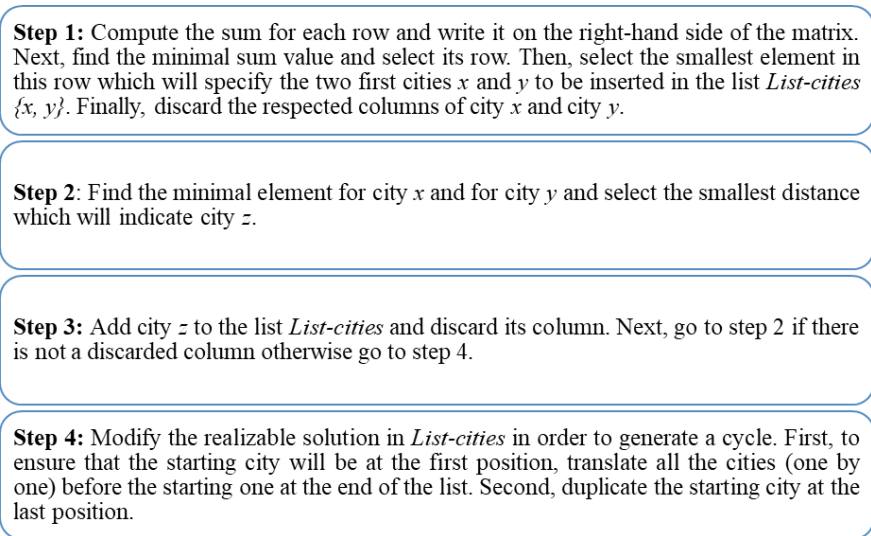 Step 1: Compute the sum for each row and write it on the right-hand side of the matrix.
Next, find the minimal sum value and select its row. Then, select the smallest element in
this row which will specify the two first cities x and y to be inserted in the list List-cities
{x, y}. Finally, discard the respected columns of city x and city y.
Step 2: Find the minimal element for city x and for city y and select the smallest distance
which will indicate city z.
Step 3: Add city z to the list List-cities and discard its column. Next, go to step 2 if there
is not a discarded column otherwise go to step 4.
Step 4: Modify the realizable solution in List-cities in order to generate a cycle. First, to
ensure that the starting city will be at the first position, translate all the cities (one by
one) before the starting one at the end of the list. Second, duplicate the starting city at the
last position.